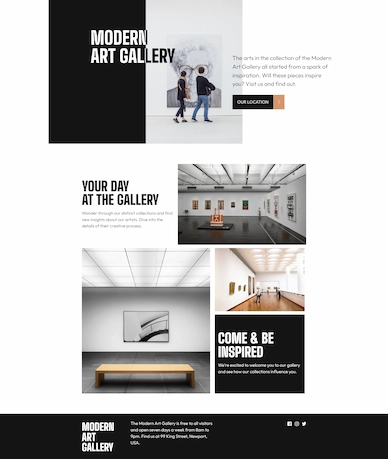 MODERN
ART GALLERY
The arts in the collection of the Modern
Art Gallery all started from a spark of
inspiration. Will these pieces inspire
you? Visit us and find out.
OUR LOCATION
YOUR DAY
AT THE GALLERY
Wander through our distinct collections and find
new insights about our artists. Dive into the
details of their creative process.
COME & BE
INSPIRED
We're excited to welcome you to our gallery
and see how our collections influence you.
MODERN
ART
GALLERY
The Modern Art Gallery is free to all visitors
and open seven days a week from 8am to
9pm. Find us at 99 King Street, Newport,
USA.